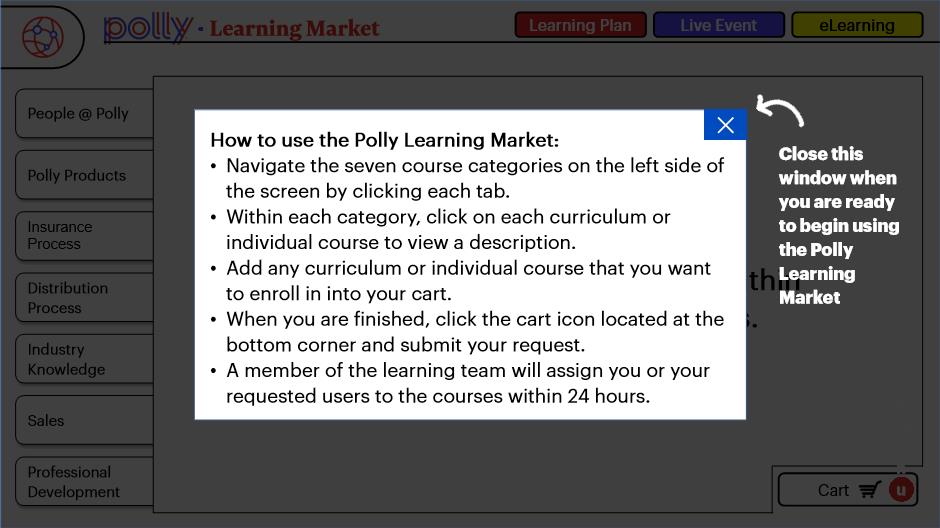 polly · Learning Market
Learning Plan
Live Event
eLearning
People @ Polly
Polly Products
Insurance
Process
Distribution
Process
Industry
Knowledge
Sales
Professional
Development
How to use the Polly Learning Market:
• Navigate the seven course categories on the left side of
the screen by clicking each tab.
• Within each category, click on each curriculum or
individual course to view a description.
• Add any curriculum or individual course that you want
to enroll in into your cart.
• When you are finished, click the cart icon located at the
bottom corner and submit your request.
• A member of the learning team will assign you or your
requested users to the courses within 24 hours.
Close this
window when
you are ready
to begin using
the Polly
Learning
Market
Cart
u